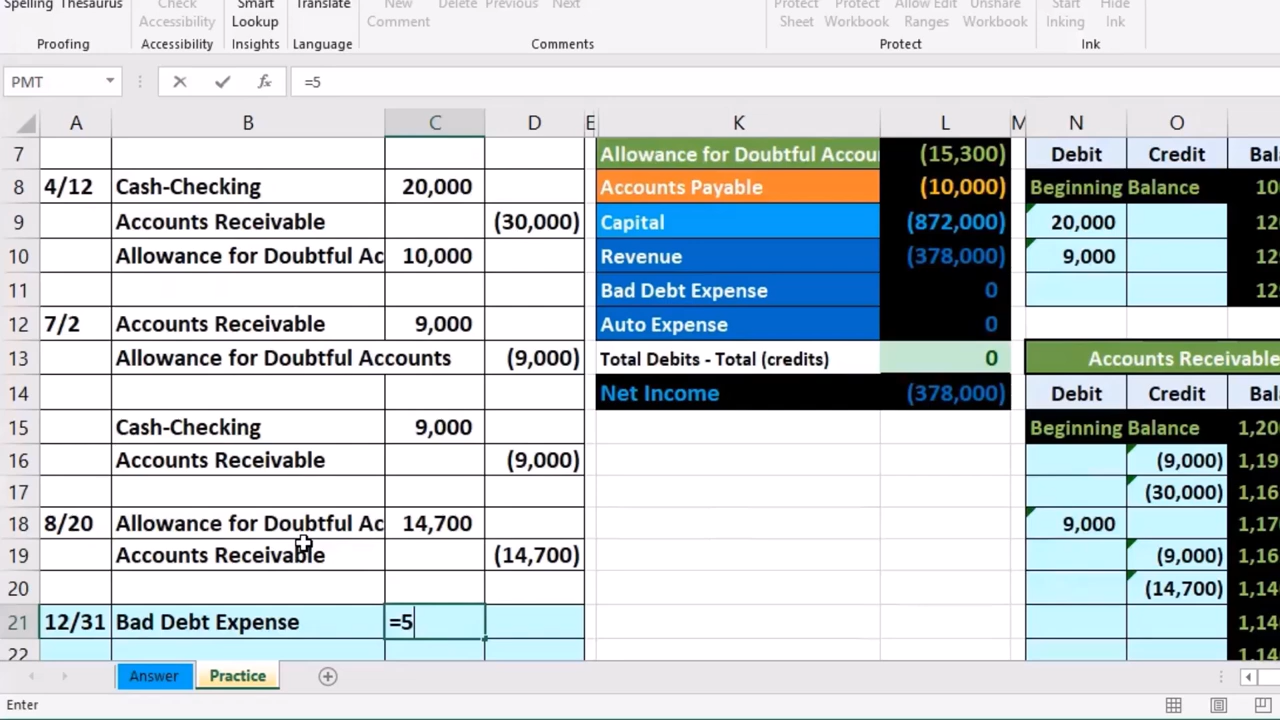 Spelling Thesaurus
Check Accessibility
Smart Lookup
Translate
New Comment
Delete Previous Next
Protect Sheet
Protect Workbook
Allow Edit Ranges
Unshare Workbook
Start Inking
Hide Ink
Proofing Accessibility Insights Language Comments Protect Ink
PMT fx =5
A B C D E K L M N O
7 Allowance for Doubtful Accou (15,300) Debit Credit Bal
8 4/12 Cash-Checking 20,000 Accounts Payable (10,000) Beginning Balance 10
9 Accounts Receivable (30,000) Capital (872,000) 20,000 12
10 Allowance for Doubtful Ac 10,000 Revenue (378,000) 9,000 12
11 Bad Debt Expense 0 12
12 7/2 Accounts Receivable 9,000 Auto Expense 0
13 Allowance for Doubtful Accounts (9,000) Total Debits - Total (credits) 0 Accounts Receivable
14 Net Income (378,000) Debit Credit Bal
15 Cash-Checking 9,000 Beginning Balance 1,20
16 Accounts Receivable (9,000) (9,000) 1,19
17 (30,000) 1,16
18 8/20 Allowance for Doubtful Ac 14,700 9,000 1,17
19 Accounts Receivable (14,700) (9,000) 1,16
20 (14,700) 1,14
21 12/31 Bad Debt Expense =5 1,14
22 1,14
Answer Practice
Enter